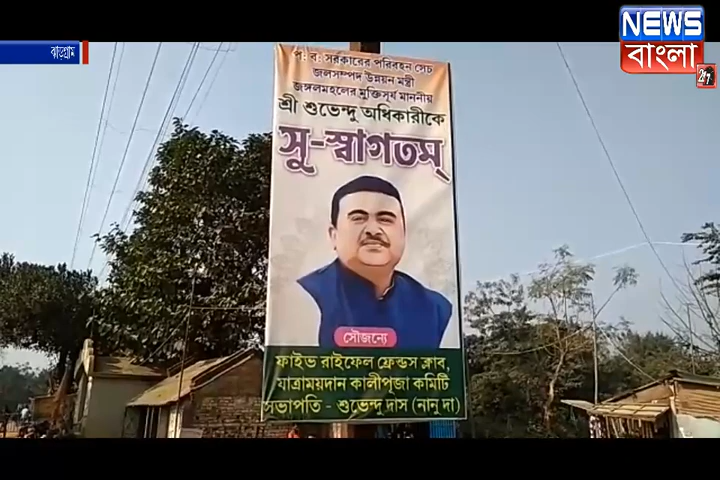 ঝাড়গ্রাম
NEWS
বাংলা
24x7
প: ব: সরকারের পরিবহন সেচ
জলসম্পদ উন্নয়ন মন্ত্রী
জঙ্গলমহলের মুক্তিসূর্য মাননীয়
শ্রী শুভেন্দু অধিকারীকে
সু-স্বাগতম্
সৌজন্যে
ফাইভ রাইফেল ফ্রেন্ডস ক্লাব,
যাত্রাময়দান কালীপূজা কমিটি
সভাপতি - শুভেন্দু দাস (নানু দা)